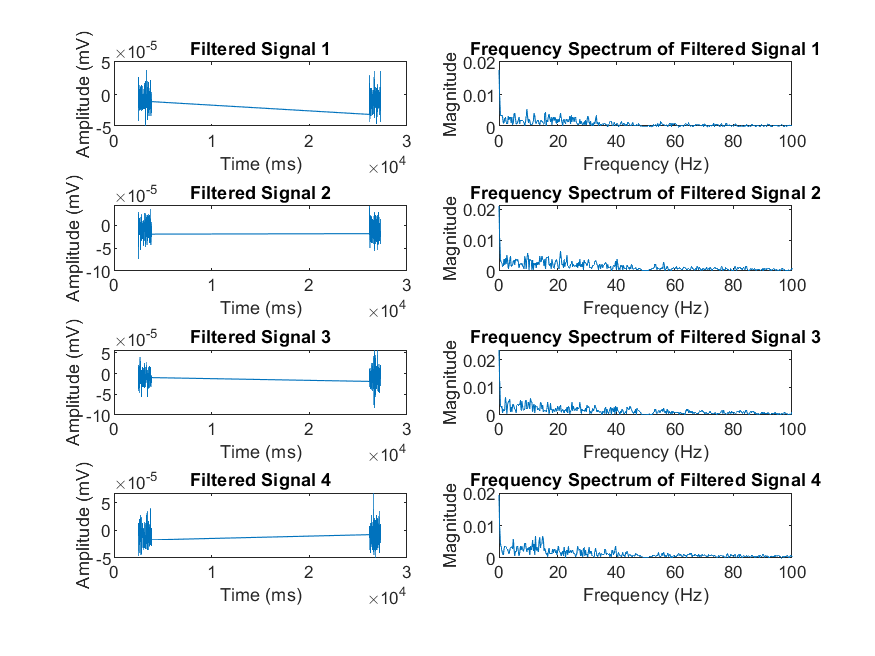 Filtered Signal 1
×10-5
5
0
-5
Amplitude (mV)
0 1 2 3
Time (ms)
×104
Frequency Spectrum of Filtered Signal 1
0.02
0.01
0
Magnitude
0 20 40 60 80 100
Frequency (Hz)
Filtered Signal 2
×10-5
0
-5
-10
Amplitude (mV)
0 1 2 3
Time (ms)
×104
Frequency Spectrum of Filtered Signal 2
0.02
0.01
0
Magnitude
0 20 40 60 80 100
Frequency (Hz)
Filtered Signal 3
×10-5
5
0
-5
-10
Amplitude (mV)
0 1 2 3
Time (ms)
×104
Frequency Spectrum of Filtered Signal 3
0.02
0.01
0
Magnitude
0 20 40 60 80 100
Frequency (Hz)
Filtered Signal 4
×10-5
5
0
-5
Amplitude (mV)
0 1 2 3
Time (ms)
×104
Frequency Spectrum of Filtered Signal 4
0.02
0.01
0
Magnitude
0 20 40 60 80 100
Frequency (Hz)